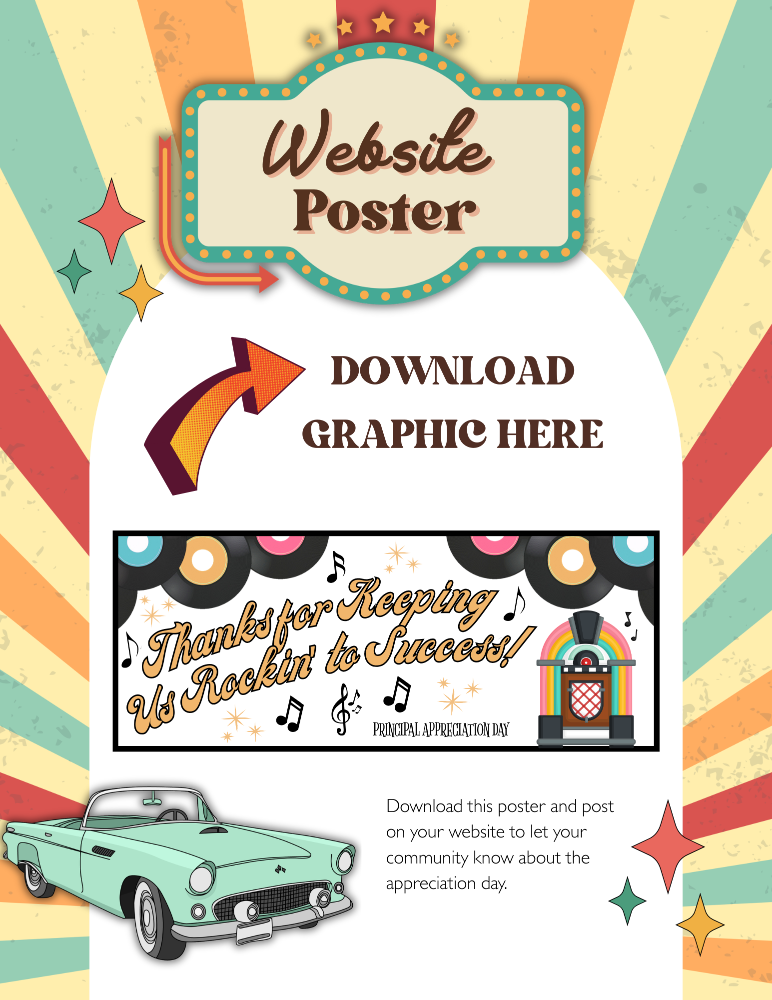 Website
Poster
DOWNLOAD
GRAPHIC HERE
Thanks for Keeping
Us Rockin' to Success!
PRINCIPAL APPRECIATION DAY
Download this poster and post
on your website to let your
community know about the
appreciation day.